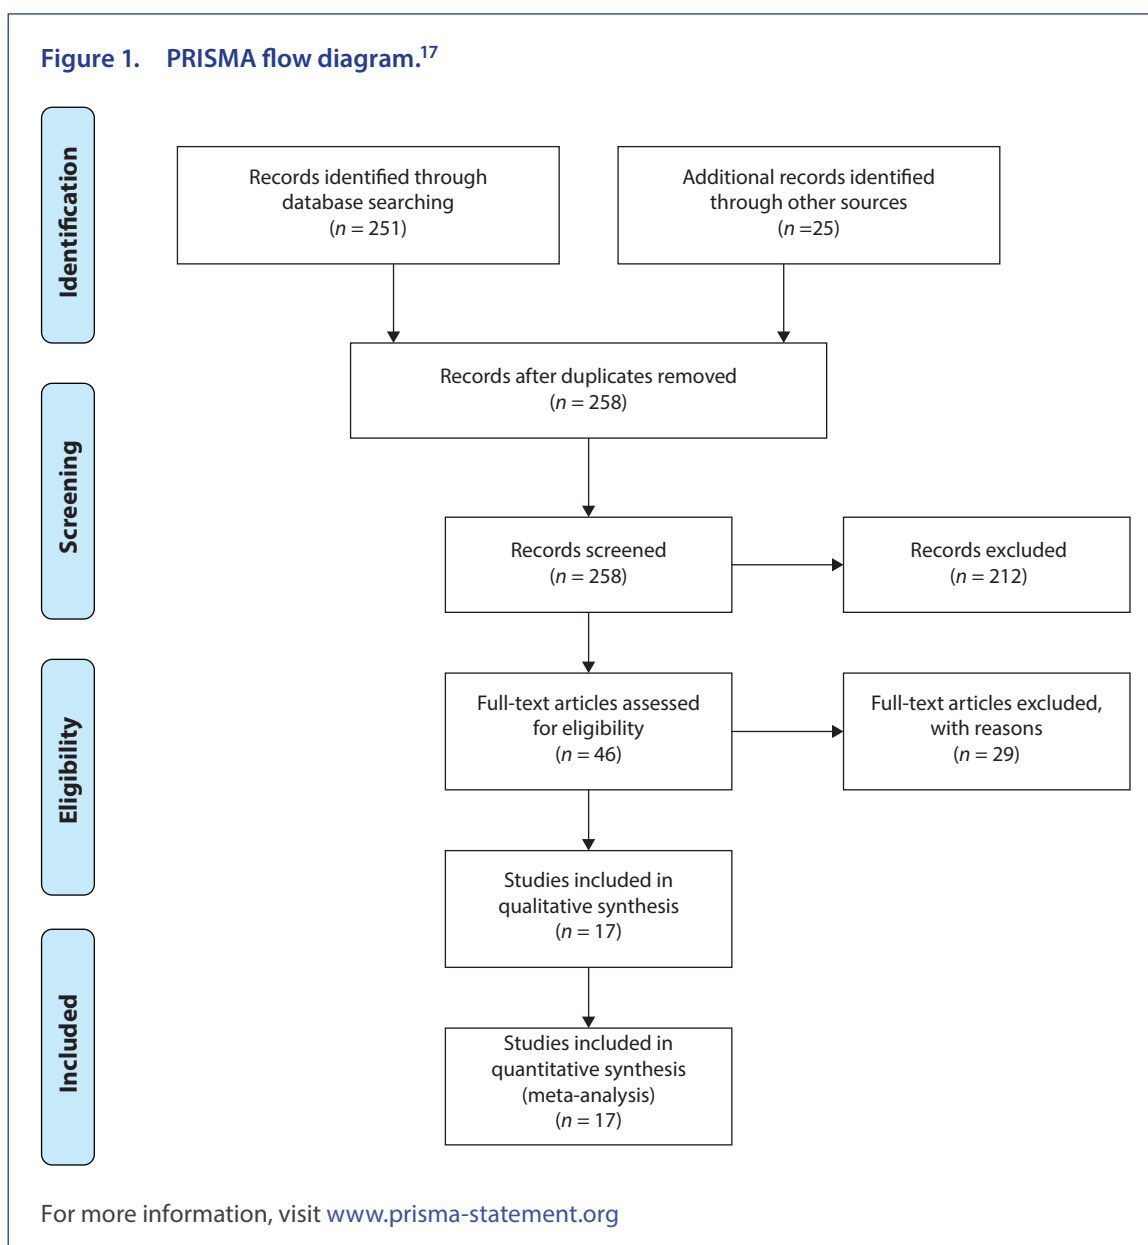 Figure 1. PRISMA flow diagram.17
Identification
Records identified through
database searching
(n = 251)
Additional records identified
through other sources
(n =25)
Records after duplicates removed
(n = 258)
Screening
Records screened
(n = 258)
Records excluded
(n = 212)
Eligibility
Full-text articles assessed
for eligibility
(n = 46)
Full-text articles excluded,
with reasons
(n = 29)
Studies included in
qualitative synthesis
(n = 17)
Included
Studies included in
quantitative synthesis
(meta-analysis)
(n = 17)
For more information, visit www.prisma-statement.org